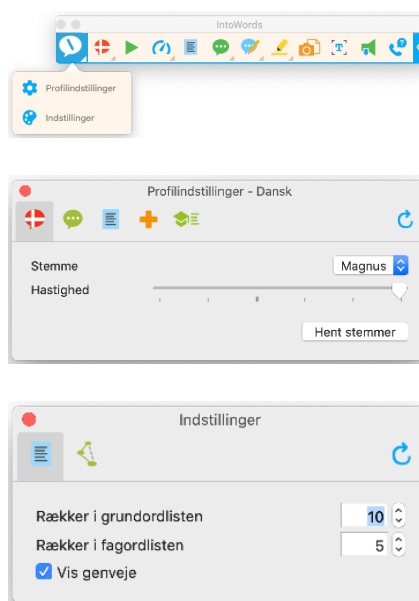 IntoWords
Profilindstillinger
Indstillinger
Profilindstillinger - Dansk
Stemme Magnus
Hastighed
Hent stemmer
Indstillinger
Rækker i grundordlisten 10
Rækker i fagordlisten 5
Vis genveje